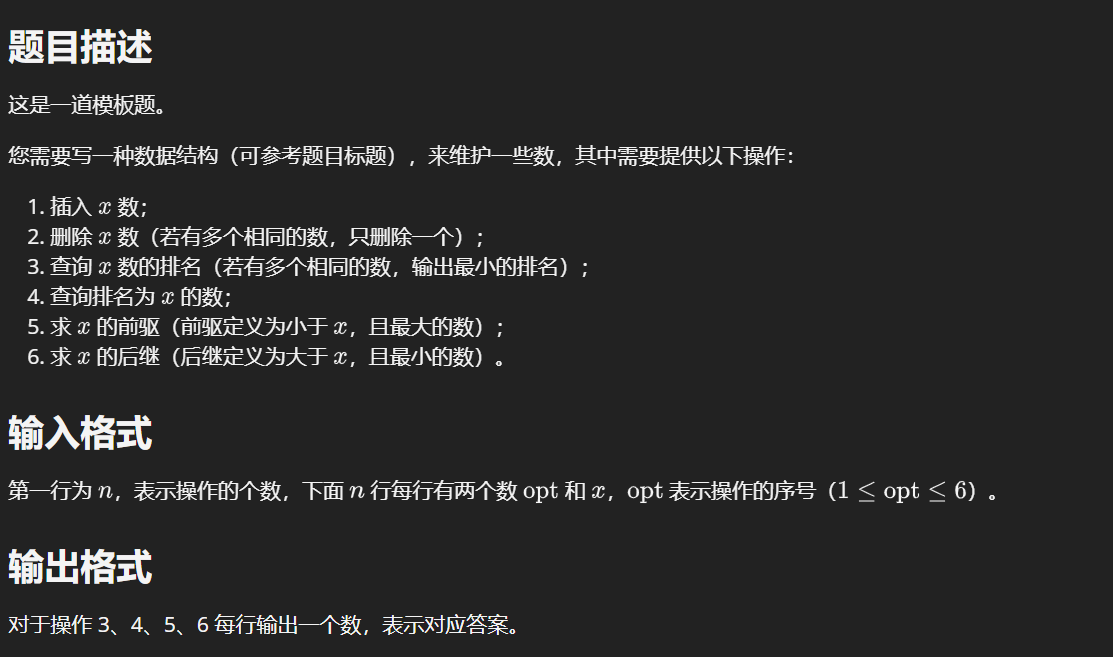 题目描述
这是一道模板题。
您需要写一种数据结构（可参考题目标题），来维护一些数，其中需要提供以下操作：
1. 插入 x 数；
2. 删除 x 数（若有多个相同的数，只删除一个）；
3. 查询 x 数的排名（若有多个相同的数，输出最小的排名）；
4. 查询排名为 x 的数；
5. 求 x 的前驱（前驱定义为小于 x，且最大的数）；
6. 求 x 的后继（后继定义为大于 x，且最小的数）。
输入格式
第一行为 n，表示操作的个数，下面 n 行每行有两个数 opt 和 x，opt 表示操作的序号（1 ≤ opt ≤ 6）。
输出格式
对于操作 3、4、5、6 每行输出一个数，表示对应答案。